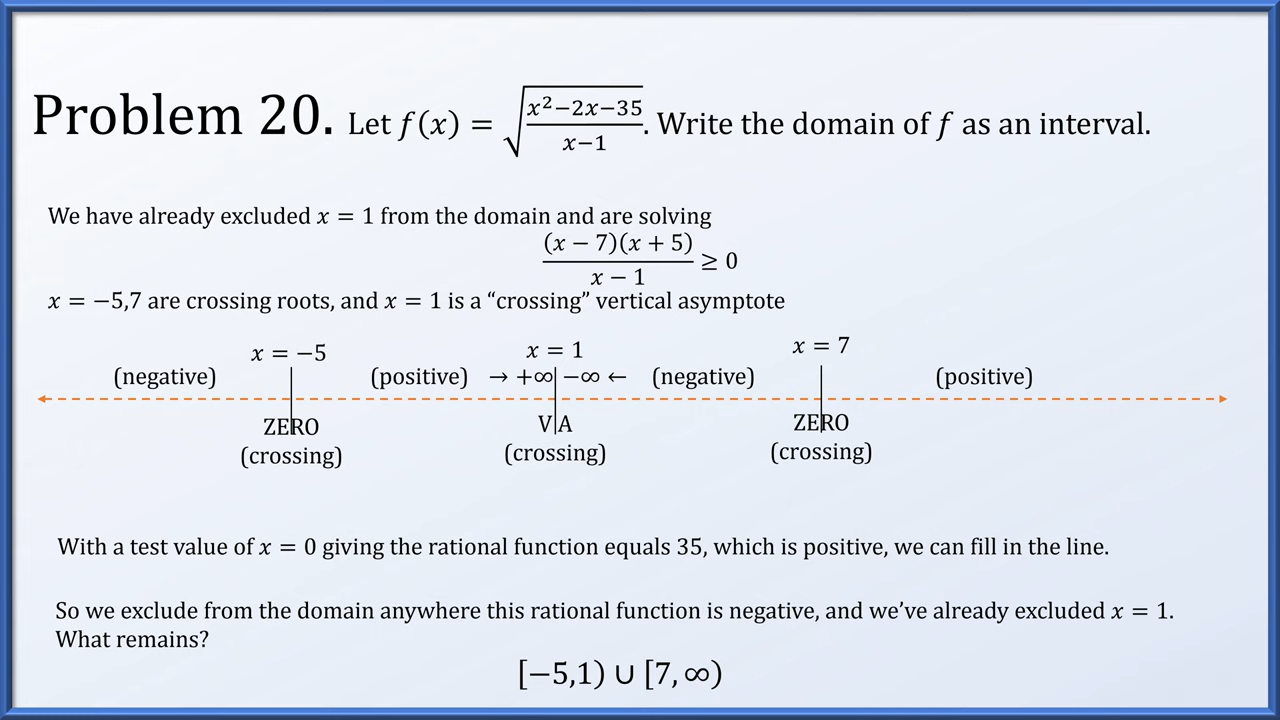 Problem 20. Let f(x) = √((x²−2x−35)/(x−1)). Write the domain of f as an interval.
We have already excluded x = 1 from the domain and are solving
((x − 7)(x + 5))/(x − 1) ≥ 0
x = −5,7 are crossing roots, and x = 1 is a “crossing” vertical asymptote
x = −5 x = 1 x = 7
(negative) (positive) → +∞ −∞ ← (negative) (positive)
ZERO VA ZERO
(crossing) (crossing) (crossing)
With a test value of x = 0 giving the rational function equals 35, which is positive, we can fill in the line.
So we exclude from the domain anywhere this rational function is negative, and we’ve already excluded x = 1.
What remains?
[−5,1) ∪ [7, ∞)